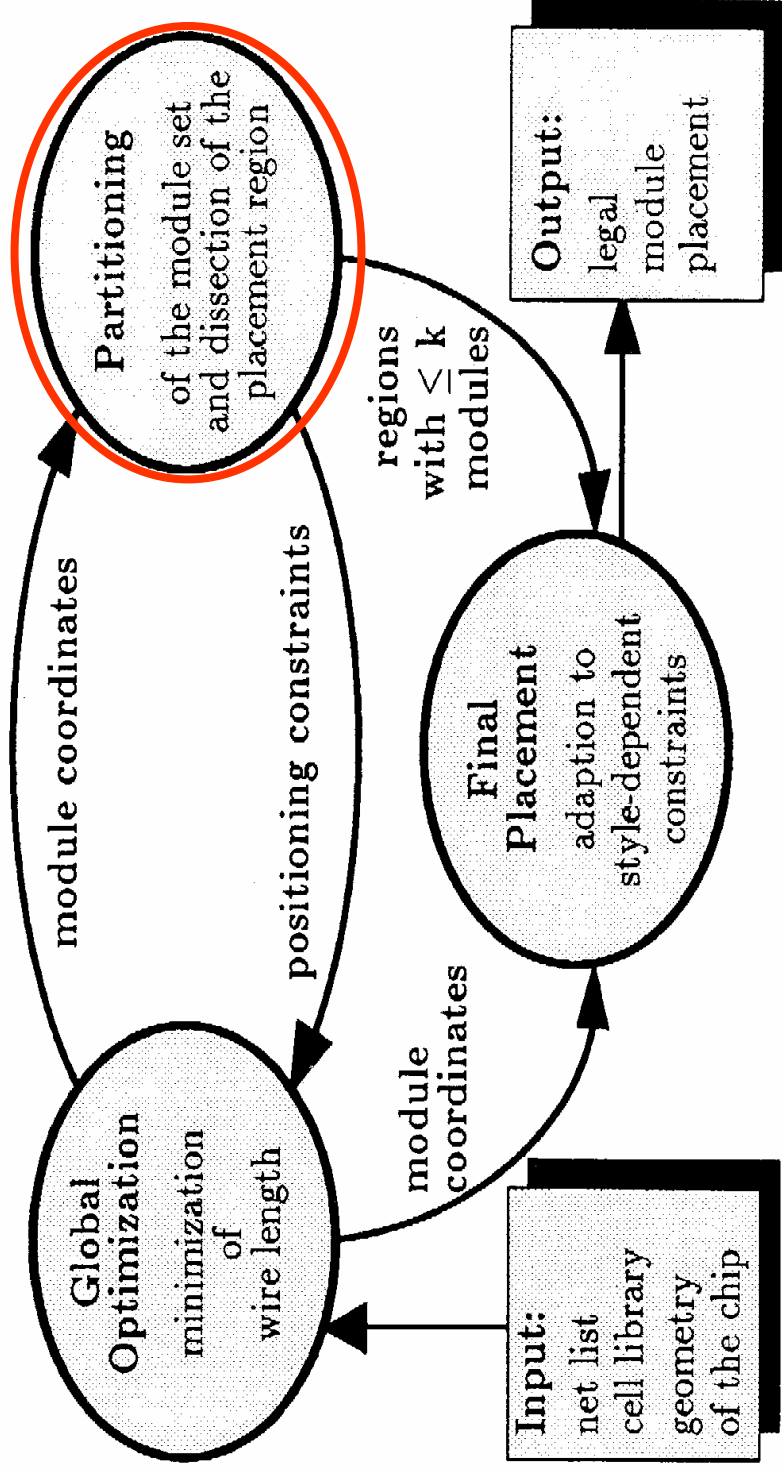 Global
Optimization
minimization
of
wire length
module coordinates
positioning constraints
Partitioning
of the module set
and dissection of the
placement region
module
coordinates
regions
with ≤ k
modules
Final
Placement
adaption to
style-dependent
constraints
Input:
net list
cell library
geometry
of the chip
Output:
legal
module
placement